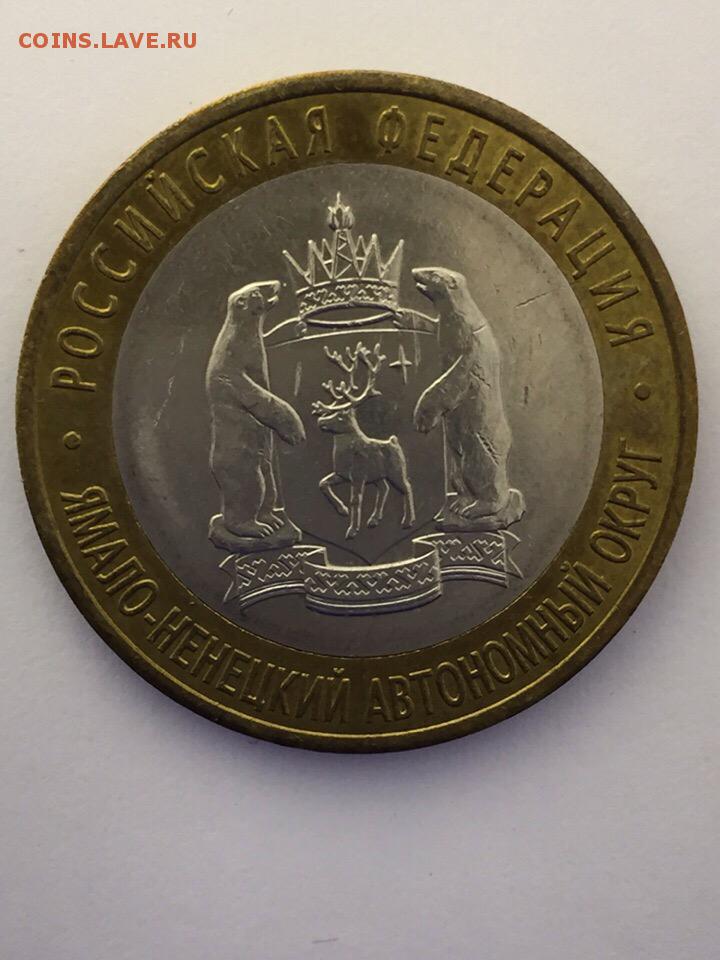 COINS.LAVE.RU
РОССИЙСКАЯ ФЕДЕРАЦИЯ
ЯМАЛО-НЕНЕЦКИЙ АВТОНОМНЫЙ ОКРУГ